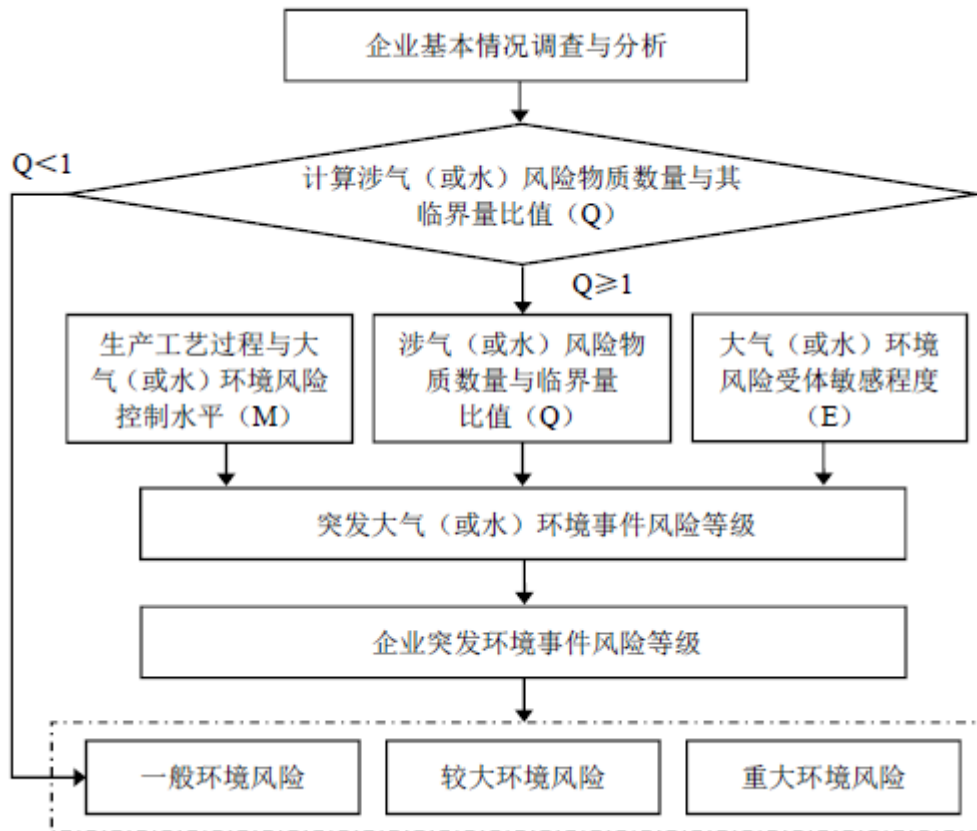 企业基本情况调查与分析
Q＜1
计算涉气（或水）风险物质数量与其
临界量比值（Q）
Q≥1
生产工艺过程与大
气（或水）环境风险
控制水平（M）
涉气（或水）风险物
质数量与临界量
比值（Q）
大气（或水）环境
风险受体敏感程度
（E）
突发大气（或水）环境事件风险等级
企业突发环境事件风险等级
一般环境风险
较大环境风险
重大环境风险